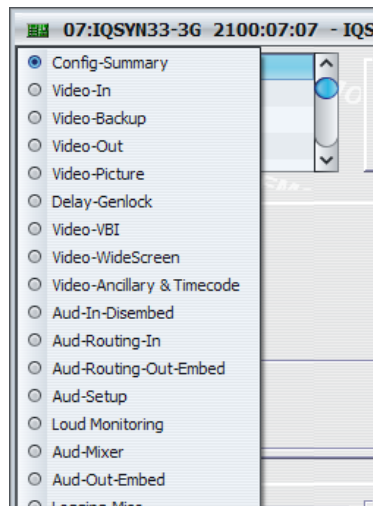 07:IQSYN33-3G 2100:07:07 - IQS
Config-Summary
Video-In
Video-Backup
Video-Out
Video-Picture
Delay-Genlock
Video-VBI
Video-WideScreen
Video-Ancillary & Timecode
Aud-In-Disembed
Aud-Routing-In
Aud-Routing-Out-Embed
Aud-Setup
Loud Monitoring
Aud-Mixer
Aud-Out-Embed
Logging-Misc